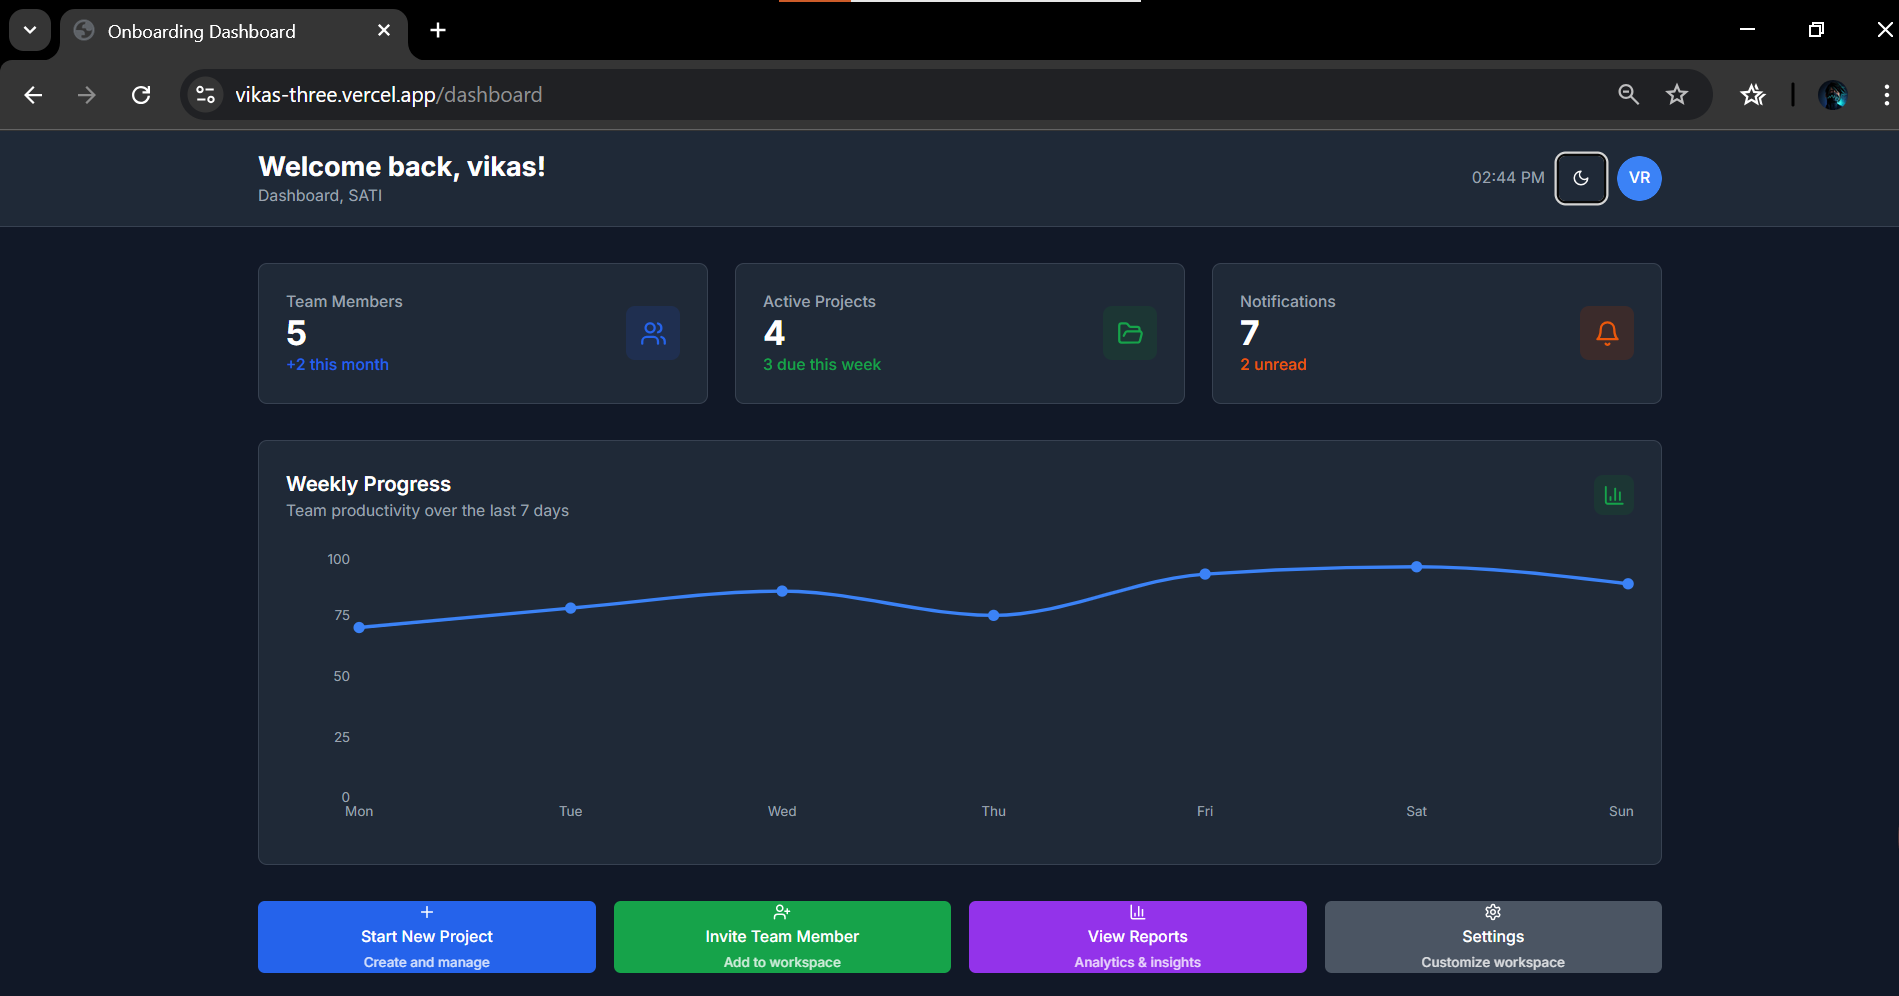 Onboarding Dashboard
vikas-three.vercel.app/dashboard
Welcome back, vikas!
Dashboard, SATI
02:44 PM
VR
Team Members
5
+2 this month
Active Projects
4
3 due this week
Notifications
7
2 unread
Weekly Progress
Team productivity over the last 7 days
100
75
50
25
0
Mon Tue Wed Thu Fri Sat Sun
Start New Project
Create and manage
Invite Team Member
Add to workspace
View Reports
Analytics & insights
Settings
Customize workspace